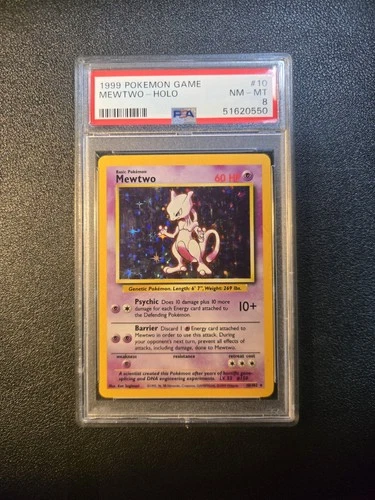 1999 POKEMON GAME #10
MEWTWO-HOLO NM-MT
8
PSA 51620550
Basic Pokémon
Mewtwo 60 HP
Genetic Pokémon. Length: 6' 7", Weight: 269 lbs.
Psychic Does 10 damage plus 10 more
damage for each Energy card attached to
the Defending Pokémon.
10+
Barrier Discard 1 Energy card attached to
Mewtwo in order to use this attack. During
your opponent's next turn, prevent all effects of
attacks, including damage, done to Mewtwo.
weakness resistance retreat cost
A scientist created this Pokémon after years of horrific gene-
splicing and DNA engineering experiments. LV. 53 #150